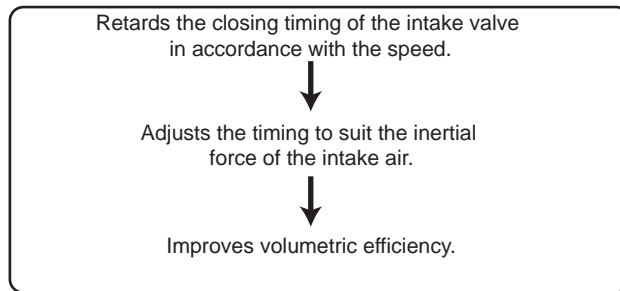 Retards the closing timing of the intake valve
in accordance with the speed.
Adjusts the timing to suit the inertial
force of the intake air.
Improves volumetric efficiency.